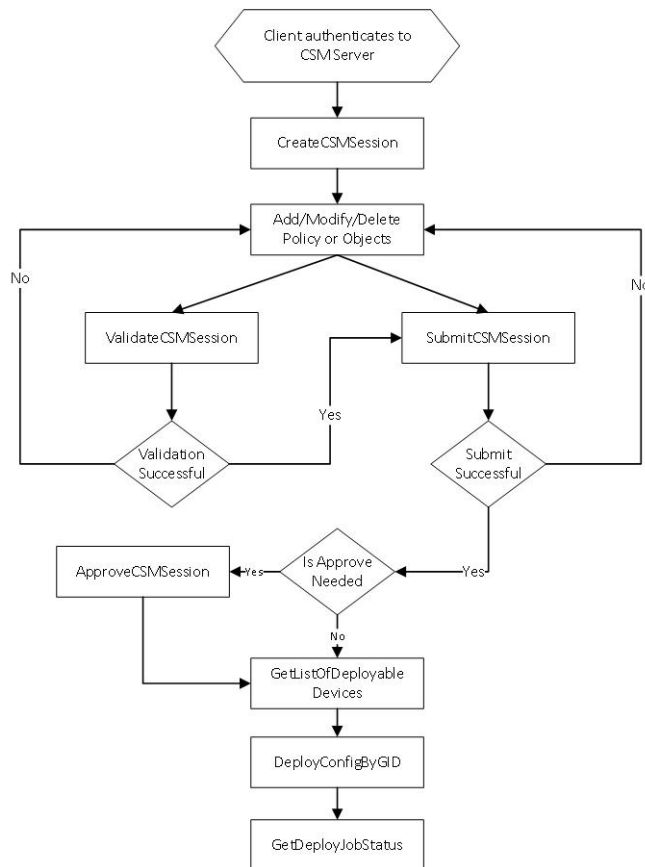 Client authenticates to
CSM Server
CreateCSMSession
Add/Modify/Delete
Policy or Objects
No
No
ValidateCSMSession
SubmitCSMSession
Yes
Validation
Successful
Submit
Successful
ApproveCSMSession
Yes
Is Approve
Needed
Yes
No
GetListOfDeployable
Devices
DeployConfigByGID
GetDeployJobStatus